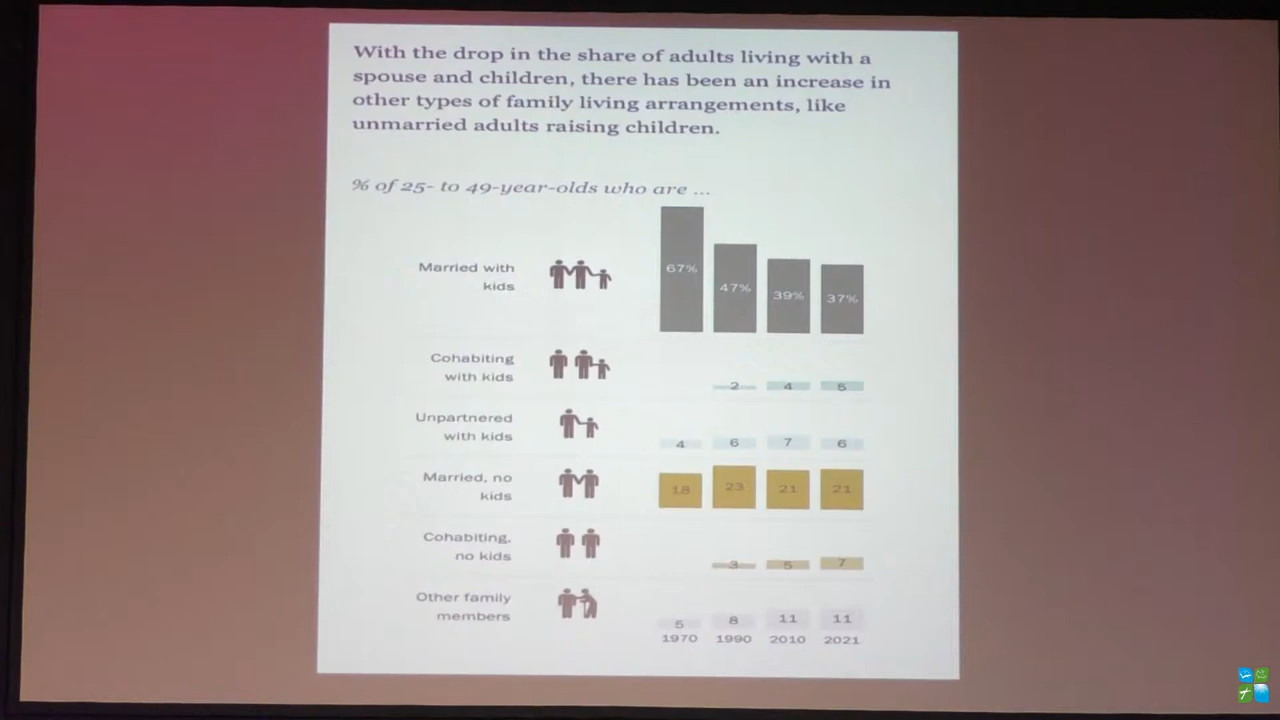 With the drop in the share of adults living with a
spouse and children, there has been an increase in
other types of family living arrangements, like
unmarried adults raising children.
% of 25- to 49-year-olds who are ...
Married with
kids
67%
47%
39%
37%
Cohabiting
with kids
2
4
5
Unpartnered
with kids
4
6
7
6
Married, no
kids
18
23
21
21
Cohabiting,
no kids
3
5
7
Other family
members
5
8
11
11
1970 1990 2010 2021